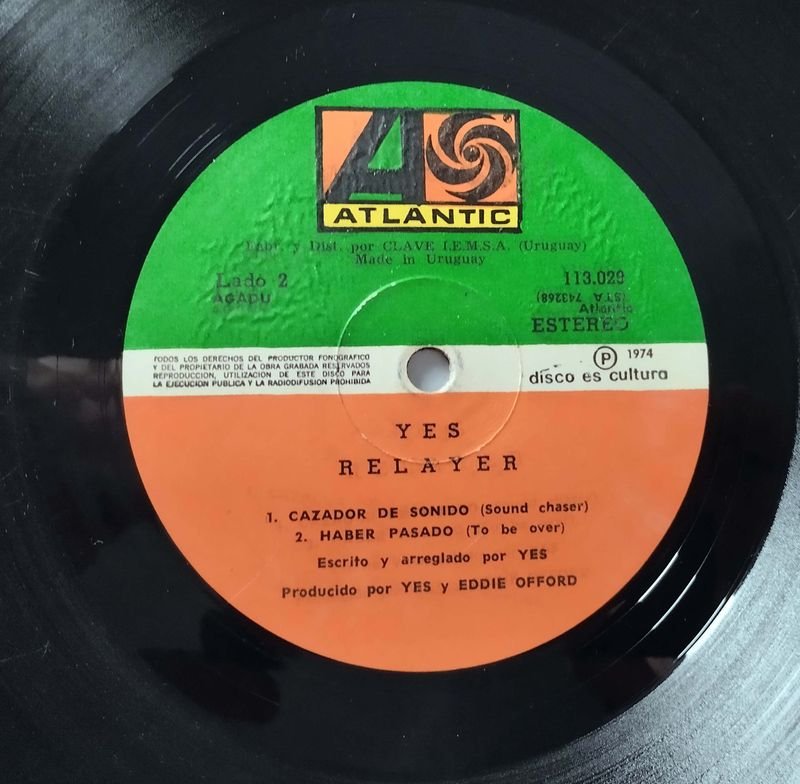 ATLANTIC
Fabr. y Dist. por CLAVE I.E.M.S.A. (Uruguay)
Made in Uruguay
Lado 2
AGADU
113.029
(STA 743268)
Atlantic
ESTEREO
TODOS LOS DERECHOS DEL PRODUCTOR FONOGRAFICO
Y DEL PROPIETARIO DE LA OBRA GRABADA RESERVADOS
REPRODUCCION, UTILIZACION DE ESTE DISCO PARA
LA EJECUCION PUBLICA Y LA RADIODIFUSION PROHIBIDA
Ⓟ 1974
disco es cultura
YES
RELAYER
1. CAZADOR DE SONIDO (Sound chaser)
2. HABER PASADO (To be over)
Escrito y arreglado por YES
Producido por YES y EDDIE OFFORD